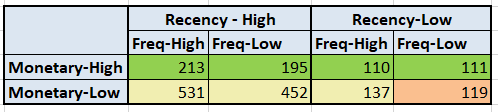 Recency - High Recency-Low
Freq-High Freq-Low Freq-High Freq-Low
Monetary-High 213 195 110 111
Monetary-Low 531 452 137 119